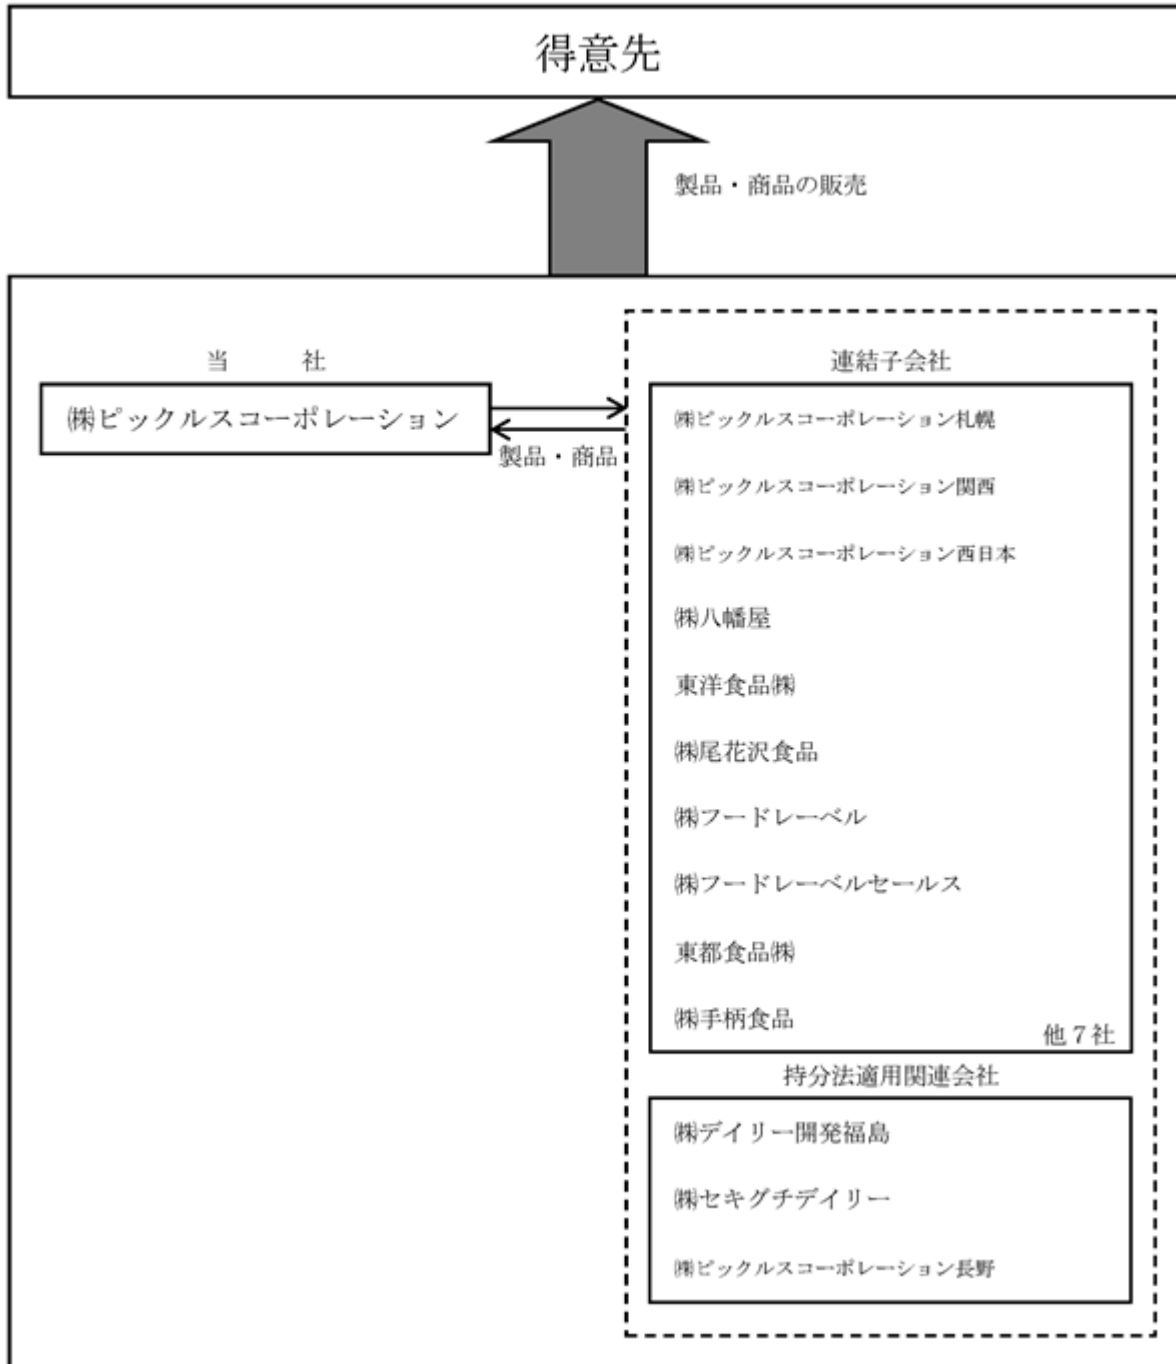 得意先
製品・商品の販売
当　　　社
㈱ピックルスコーポレーション
製品・商品
連結子会社
㈱ピックルスコーポレーション札幌
㈱ピックルスコーポレーション関西
㈱ピックルスコーポレーション西日本
㈱八幡屋
東洋食品㈱
㈱尾花沢食品
㈱フードレーベル
㈱フードレーベルセールス
東都食品㈱
㈱手柄食品
他７社
持分法適用関連会社
㈱デイリー開発福島
㈱セキグチデイリー
㈱ピックルスコーポレーション長野